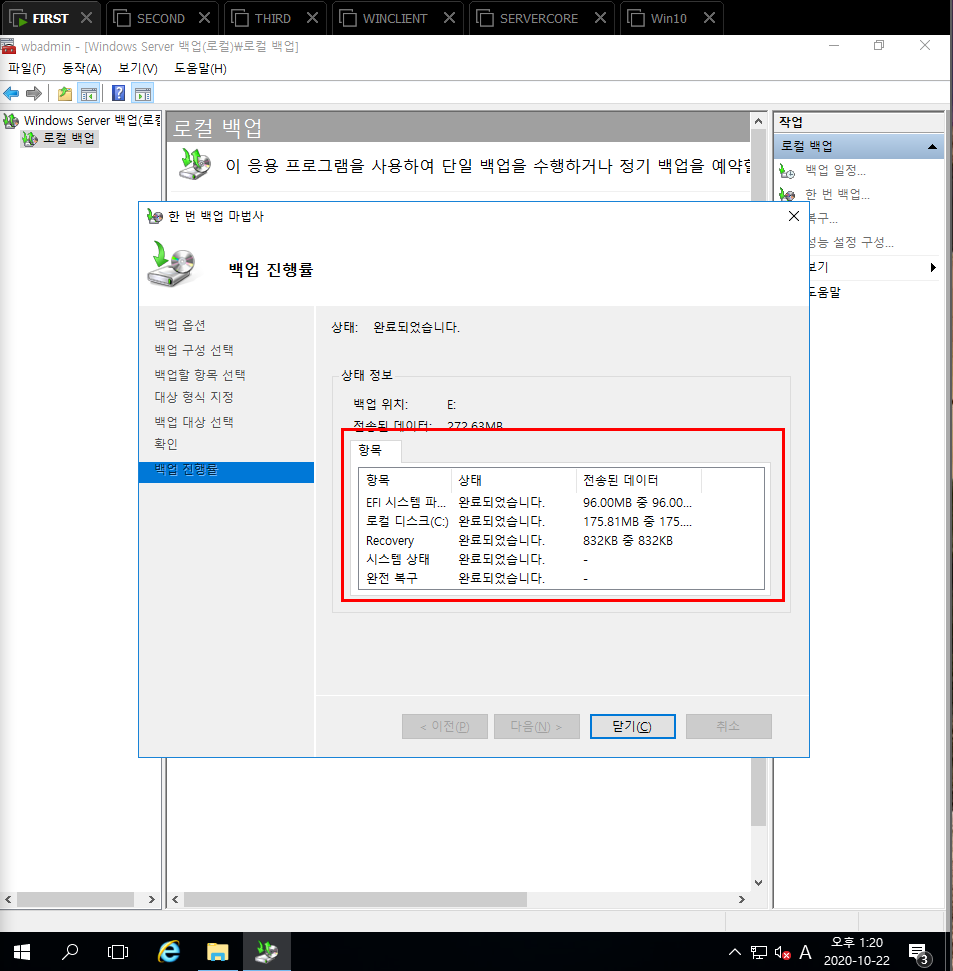 FIRST
SECOND
THIRD
WINCLIENT
SERVERCORE
Win10
wbadmin - [Windows Server 백업(로컬)₩로컬 백업]
파일(F) 동작(A) 보기(V) 도움말(H)
Windows Server 백업(로컬
로컬 백업
로컬 백업
이 응용 프로그램을 사용하여 단일 백업을 수행하거나 정기 백업을 예약할
작업
로컬 백업
백업 일정...
한 번 백업...
복구...
성능 설정 구성...
보기
도움말
한 번 백업 마법사
백업 진행률
백업 옵션
백업 구성 선택
백업할 항목 선택
대상 형식 지정
백업 대상 선택
확인
백업 진행률
상태: 완료되었습니다.
상태 정보
백업 위치: E:
전송된 데이터: 272.63MB
항목
항목 상태 전송된 데이터
EFI 시스템 파... 완료되었습니다. 96.00MB 중 96.00...
로컬 디스크(C:) 완료되었습니다. 175.81MB 중 175....
Recovery 완료되었습니다. 832KB 중 832KB
시스템 상태 완료되었습니다. -
완전 복구 완료되었습니다. -
< 이전(P) 다음(N) > 닫기(C) 취소
A
오후 1:20
2020-10-22
3